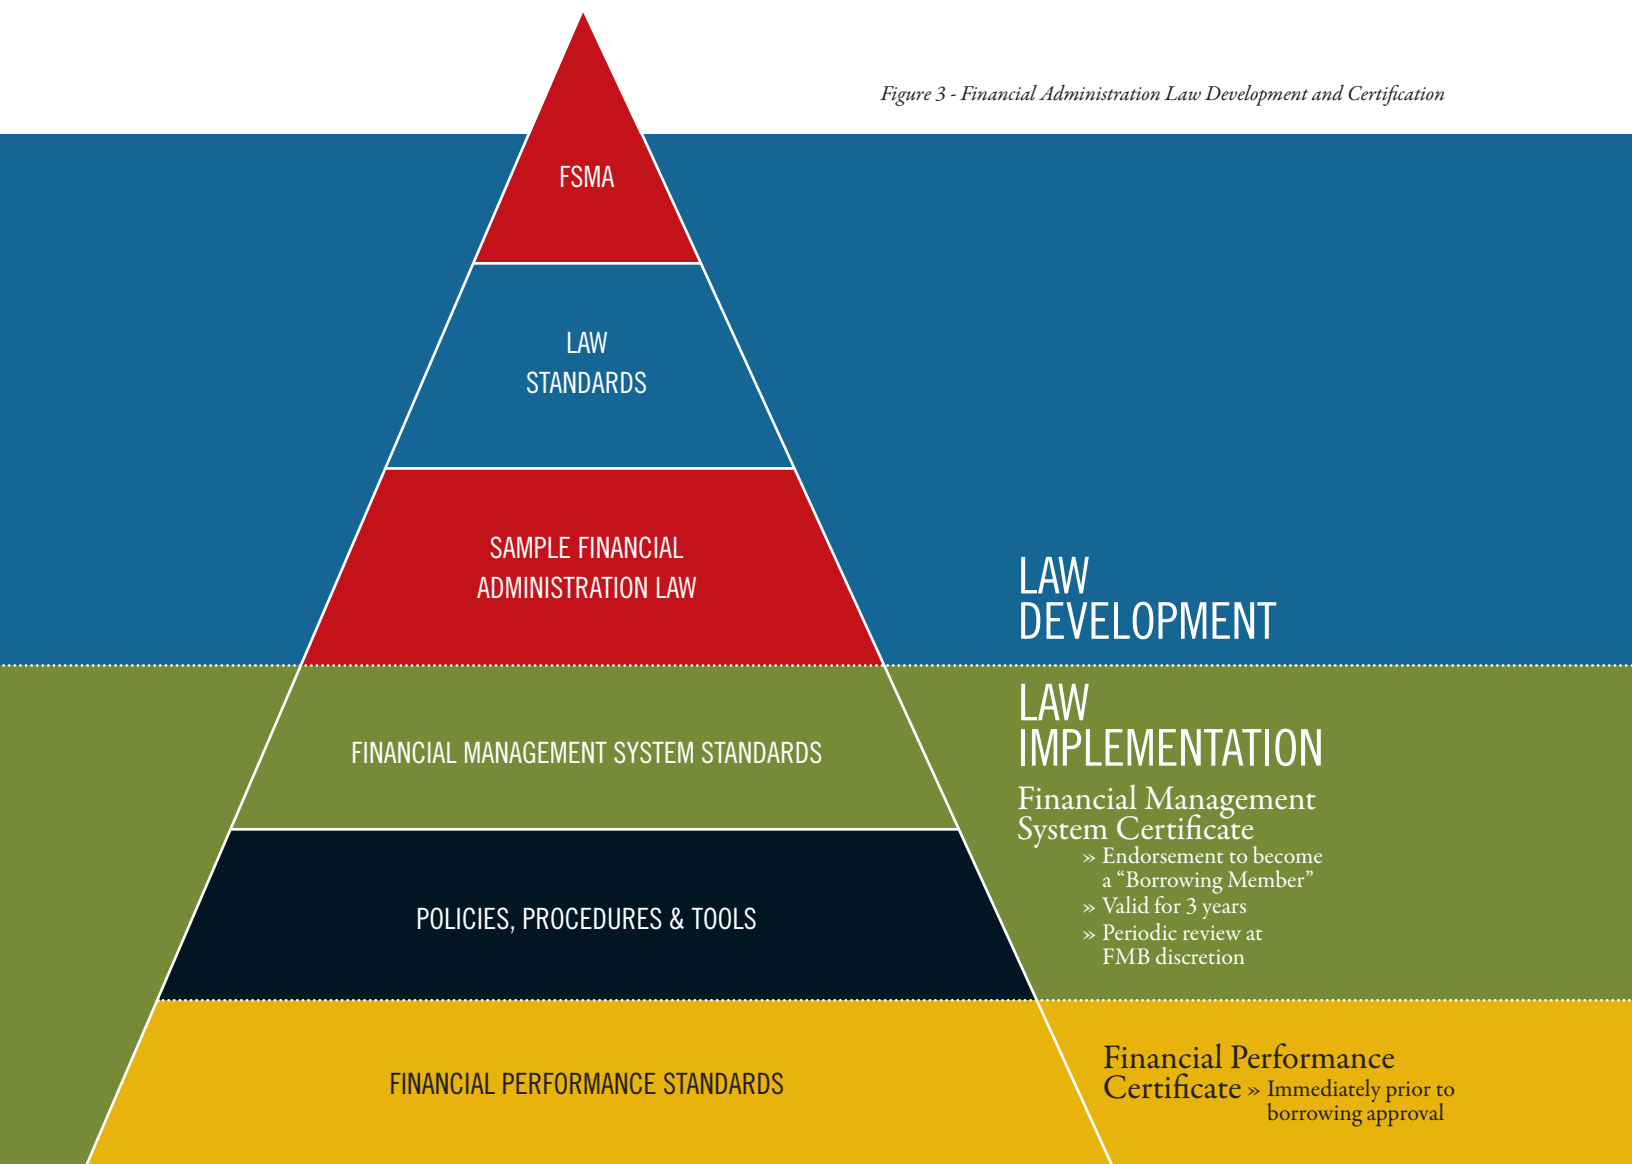 Figure 3 - Financial Administration Law Development and Certification
FSMA
LAW
STANDARDS
SAMPLE FINANCIAL
ADMINISTRATION LAW
LAW
DEVELOPMENT
FINANCIAL MANAGEMENT SYSTEM STANDARDS
LAW
IMPLEMENTATION
Financial Management
System Certificate
» Endorsement to become
a “Borrowing Member”
» Valid for 3 years
» Periodic review at
FMB discretion
POLICIES, PROCEDURES & TOOLS
FINANCIAL PERFORMANCE STANDARDS
Financial Performance
Certificate » Immediately prior to
borrowing approval